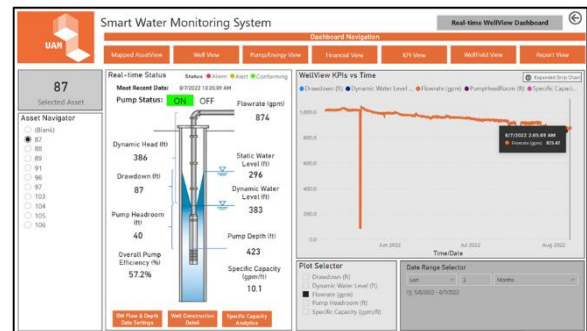 UAM
Smart Water Monitoring System
Real-time WellView Dashboard
Dashboard Navigation
Mapped AssetView
Well View
Pump/Energy View
Financial View
KPI View
WellField View
Report View
87
Selected Asset
Asset Navigator
(Blank)
87
88
89
91
96
97
103
104
105
106
Real-time Status
Status Alarm Alert Conforming
Most Recent Data: 8/7/2022
Pump Status: ON OFF
Flowrate (gpm)
874
Dynamic Head (ft)
386
Static Water
Level (ft)
296
Drawdown (ft)
87
Dynamic Water
Level (ft)
383
Pump Headroom
(ft)
40
Pump Depth (ft)
423
Overall Pump
Efficiency (%)
57.2%
Specific Capacity
(gpm/ft)
10.1
GW Flow & Depth
Data Settings
Well Construction
Detail
Specific Capacity
Analytics
WellView KPIs vs Time
Expanded Strip Chart
Drawdown (ft) Dynamic Water Level ... Flowrate (gpm) PumpHeadRoom (ft) Specific Capaci...
1,000.0
800.0
600.0
400.0
200.0
0.0
8/7/2022 2:05:09 AM
Flowrate (gpm) 873.47
Jun 2022
Jul 2022
Aug 2022
Time/Date
Plot Selector
Drawdown (ft)
Dynamic Water Level (ft)
Flowrate (gpm)
Pump Headroom (ft)
Specific Capacity (gpm/ft)
Date Range Selector
Last
Months
5/8/2022 - 8/7/2022